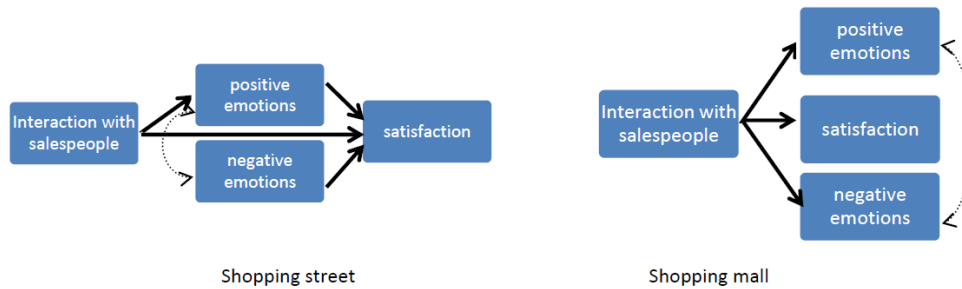 positive
emotions
Interaction with
salespeople
satisfaction
negative
emotions
Shopping street
positive
emotions
Interaction with
salespeople
satisfaction
negative
emotions
Shopping mall